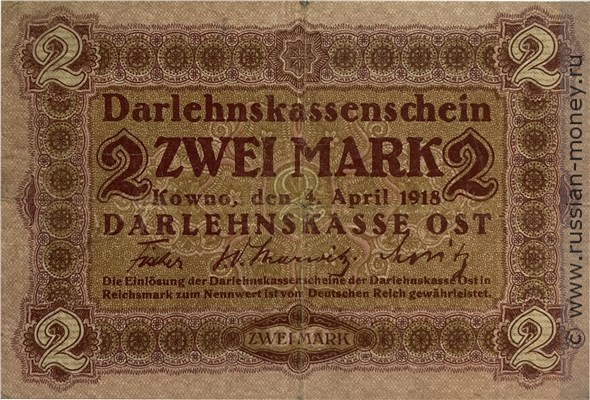 2 2
Darlehnskassenschein
2 ZWEI MARK 2
Kowno, den 4. April 1918
DARLEHNSKASSE OST
Die Einlösung der Darlehnskassenscheine der Darlehnskasse Ost in
Reichsmark zum Nennwert ist vom Deutschen Reich gewährleistet.
2 ZWEI MARK 2
© www.russian-money.ru